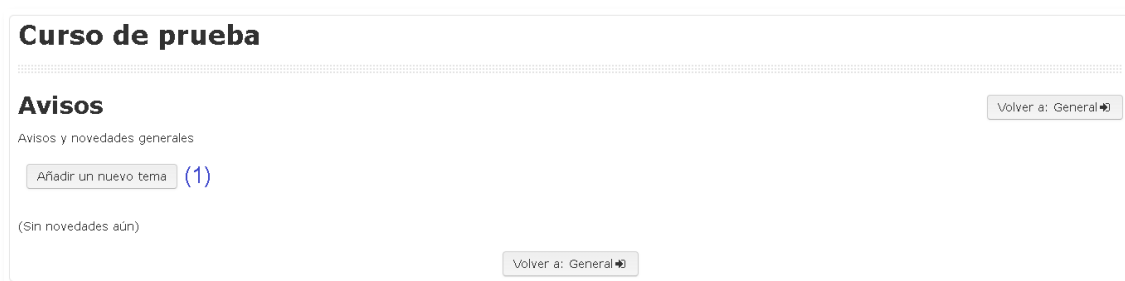 Curso de prueba
Avisos
Volver a: General
Avisos y novedades generales
Añadir un nuevo tema (1)
(Sin novedades aún)
Volver a: General